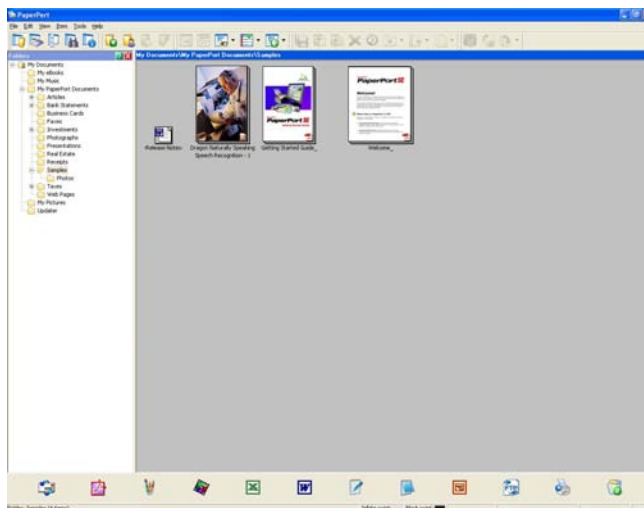 PaperPort
File Edit View Item Tools Help
Folders
My Documents\My PaperPort Documents\Samples
My Documents
My eBooks
My Music
My PaperPort Documents
Articles
Bank Statements
Business Cards
Faxes
Investments
Photographs
Presentations
Real Estate
Receipts
Samples
Photos
Taxes
Web Pages
My Pictures
Updater
PaperPort
PaperPort
Welcome!
Release Notes
Dragon Naturally Speaking
Speech Recognition - 1
Getting Started Guide_
Welcome_
FTP